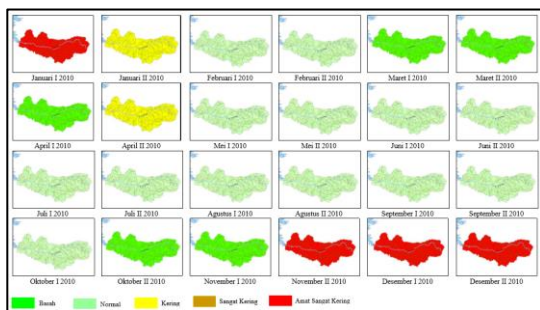 Januari I 2010 Januari II 2010 Februari I 2010 Februari II 2010 Maret I 2010 Maret II 2010
April I 2010 April II 2010 Mei I 2010 Mei II 2010 Juni I 2010 Juni II 2010
Juli I 2010 Juli II 2010 Agustus I 2010 Agustus II 2010 September I 2010 September II 2010
Oktober I 2010 Oktober II 2010 November I 2010 November II 2010 Desember I 2010 Desember II 2010
Basah Normal Kering Sangat Kering Amat Sangat Kering